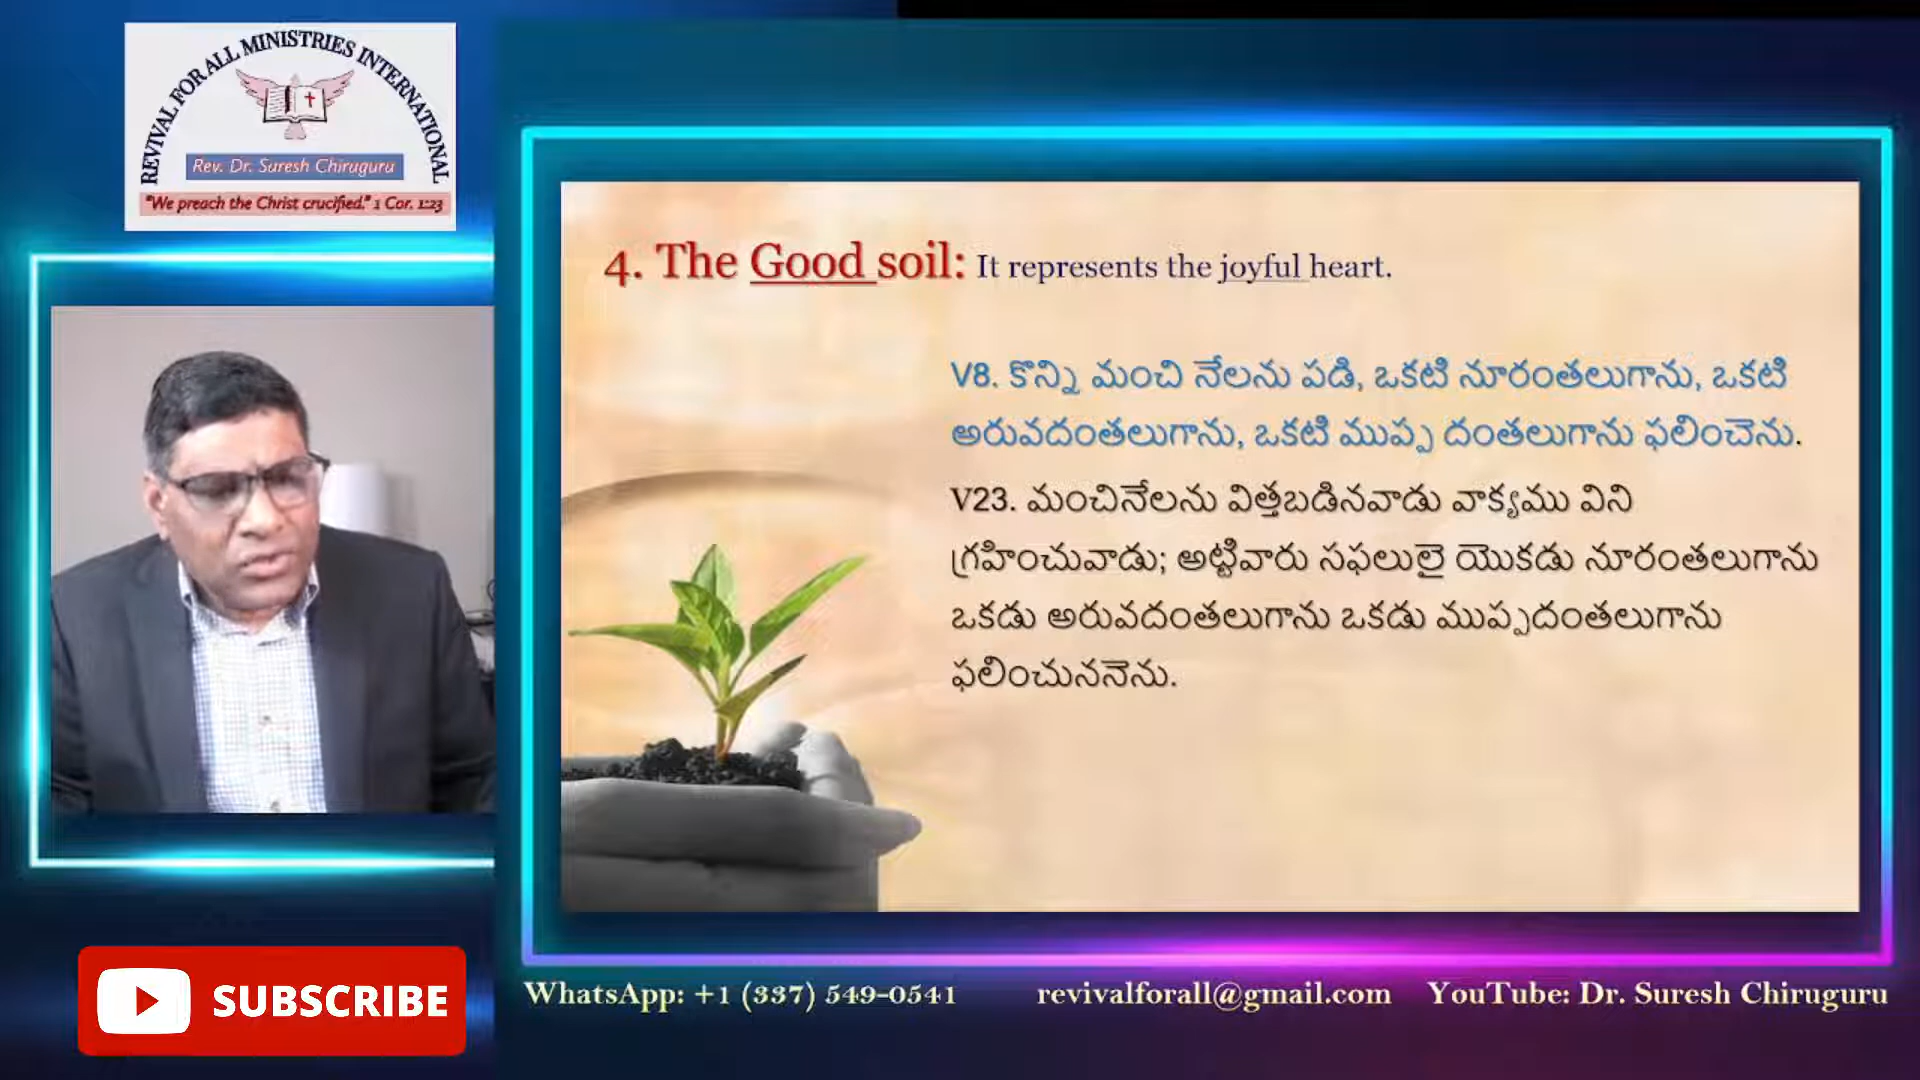 REVIVAL FOR ALL MINISTRIES INTERNATIONAL
Rev. Dr. Suresh Chiruguru
"We preach the Christ crucified." 1 Cor. 1:23
4. The Good soil: It represents the joyful heart.
V8. కొన్ని మంచి నేలను పడి, ఒకటి నూరంతలుగాను, ఒకటి
అరువదంతలుగాను, ఒకటి ముప్ప దంతలుగాను ఫలించెను.
V23. మంచినేలను విత్తబడినవాడు వాక్యము విని
గ్రహించువాడు; అట్టివారు సఫలులై యొకడు నూరంతలుగాను
ఒకడు అరువదంతలుగాను ఒకడు ముప్పదంతలుగాను
ఫలించుననెను.
SUBSCRIBE
WhatsApp: +1 (337) 549-0541 revivalforall@gmail.com YouTube: Dr. Suresh Chiruguru